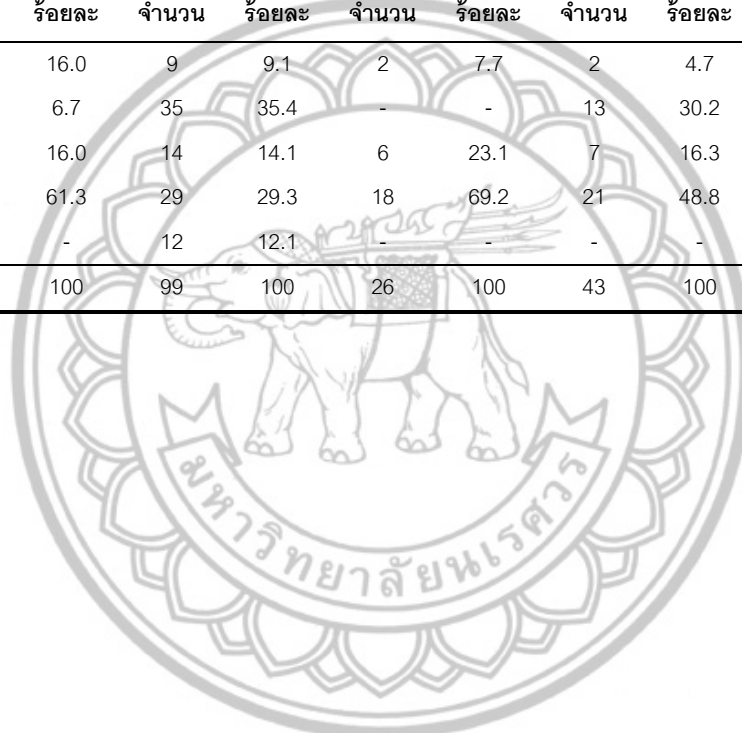 ร้อยละ จำนวน ร้อยละ จำนวน ร้อยละ จำนวน ร้อยละ
16.0 9 9.1 2 7.7 2 4.7
6.7 35 35.4 - - 13 30.2
16.0 14 14.1 6 23.1 7 16.3
61.3 29 29.3 18 69.2 21 48.8
- 12 12.1 - - - -
100 99 100 26 100 43 100
มหาวิทยาลัยนเรศวร